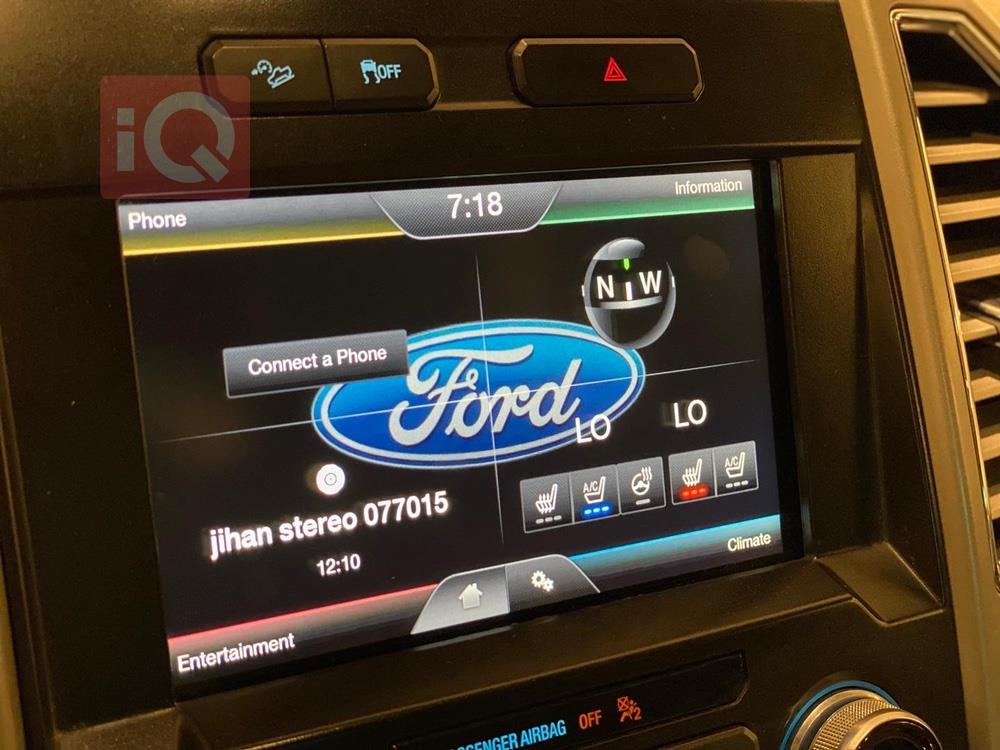 OFF
iQ
Phone
7:18
Information
N W
Connect a Phone
Ford
LO LO
A/C A/C
jihan stereo 077015
12:10
Climate
Entertainment
AIRBAG OFF 2